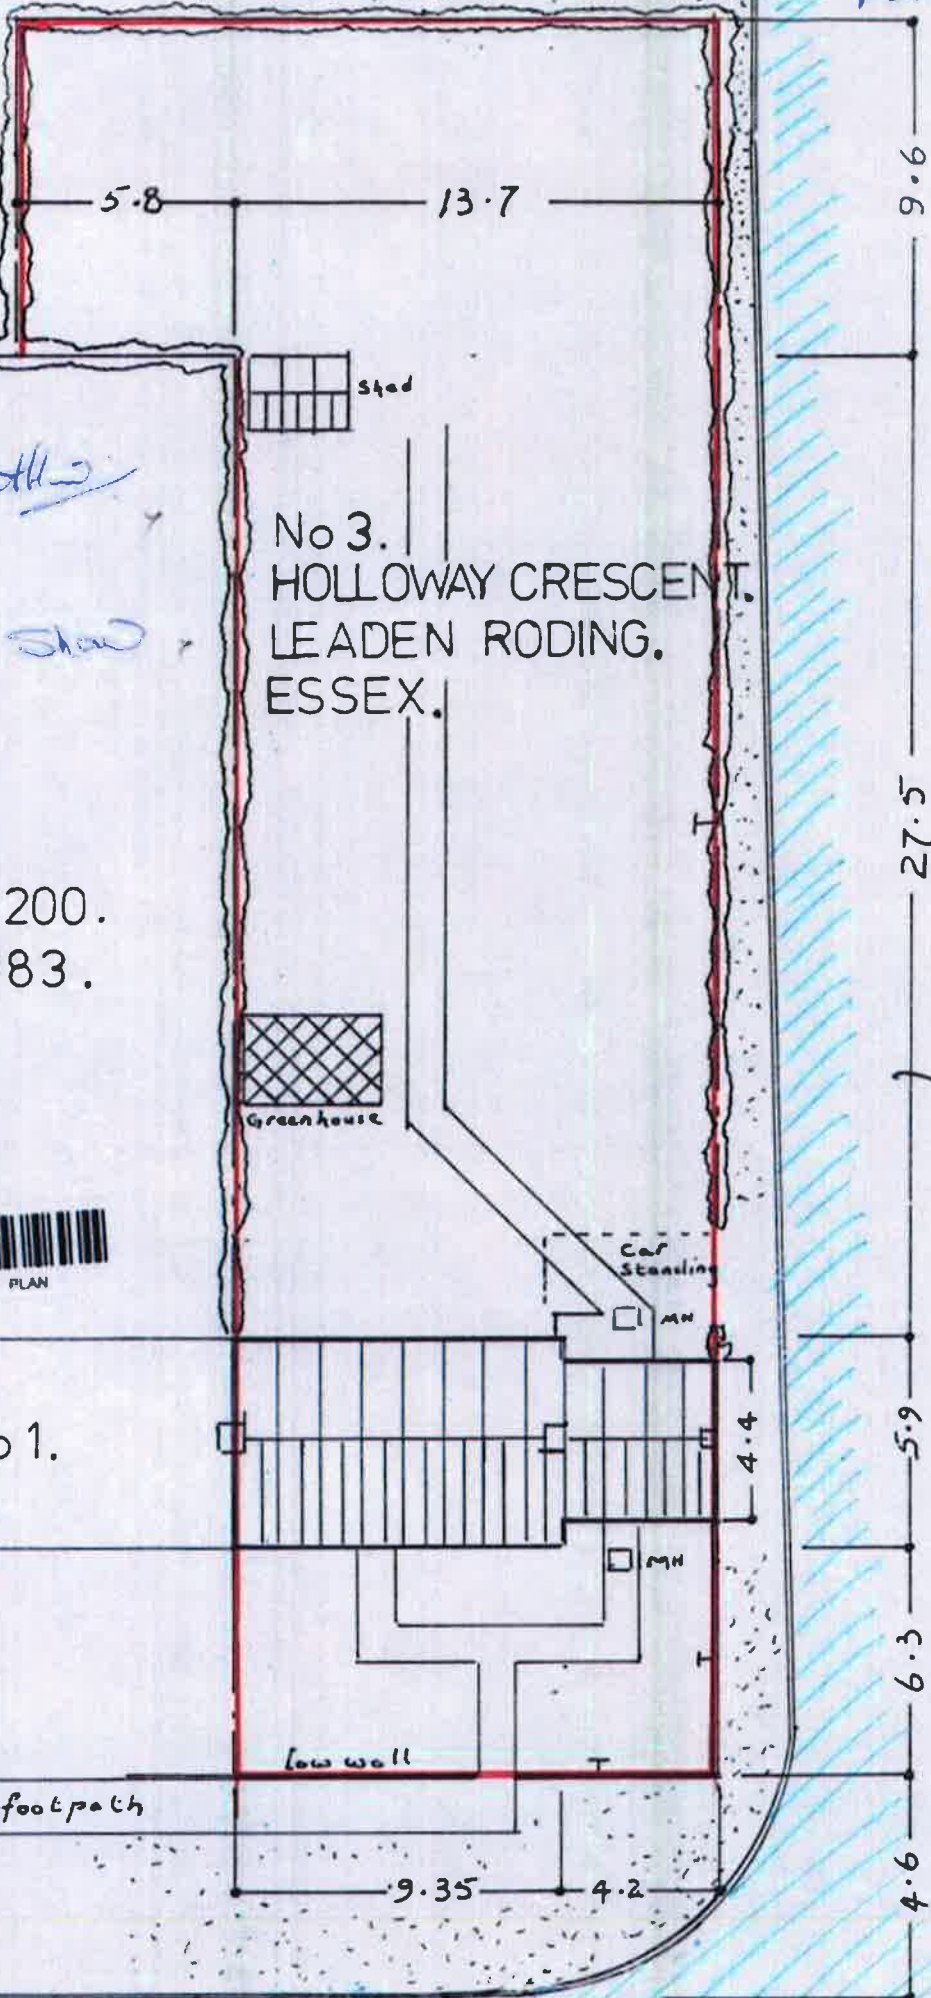 9.6
5.8
13.7
Shed
No 3.
HOLLOWAY CRESCENT.
LEADEN RODING.
ESSEX.
Show
27.5
200.
83.
Greenhouse
PLAN
Car
Standing
MH
1.
4.4
5.9
MH
6.3
low wall
footpath
9.35
4.2
4.6